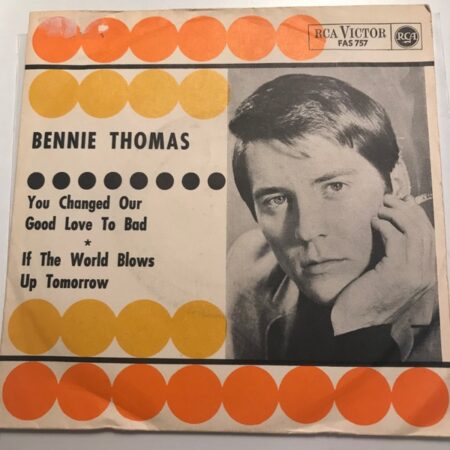 RCA VICTOR
RCA
FAS 757
BENNIE THOMAS
You Changed Our
Good Love To Bad
*
If The World Blows
Up Tomorrow